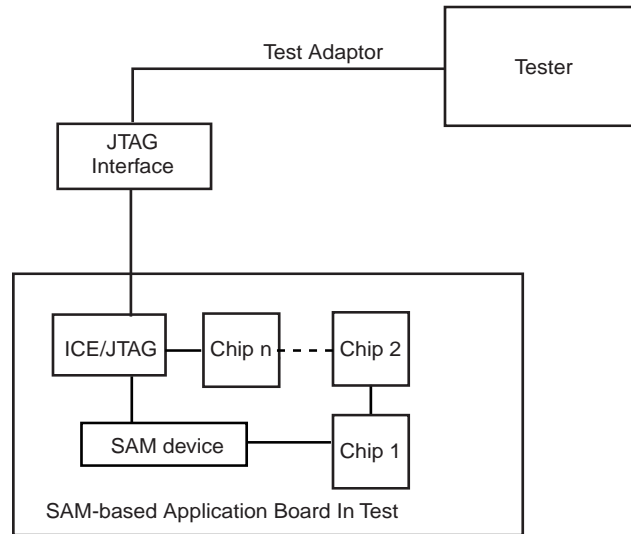 Test Adaptor
Tester
JTAG
Interface
ICE/JTAG
Chip n
Chip 2
SAM device
Chip 1
SAM-based Application Board In Test